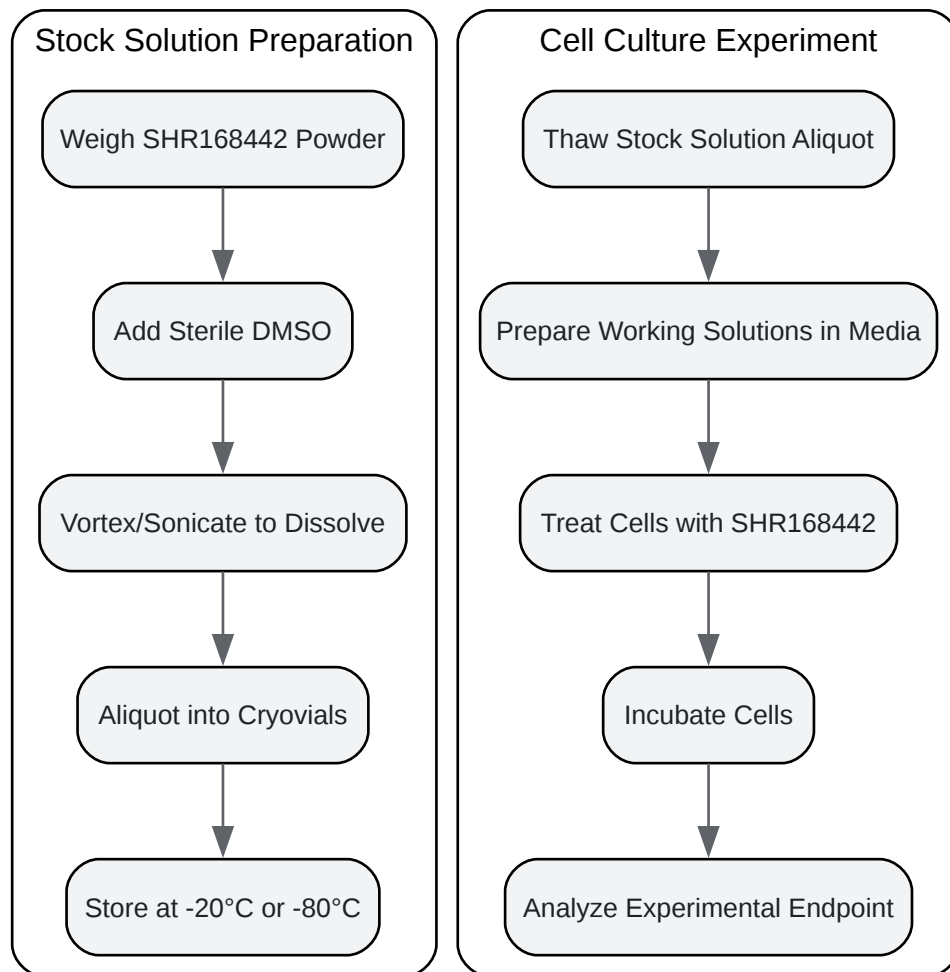 Stock Solution Preparation
Weigh SHR168442 Powder
Add Sterile DMSO
Vortex/Sonicate to Dissolve
Aliquot into Cryovials
Store at -20°C or -80°C
Cell Culture Experiment
Thaw Stock Solution Aliquot
Prepare Working Solutions in Media
Treat Cells with SHR168442
Incubate Cells
Analyze Experimental Endpoint